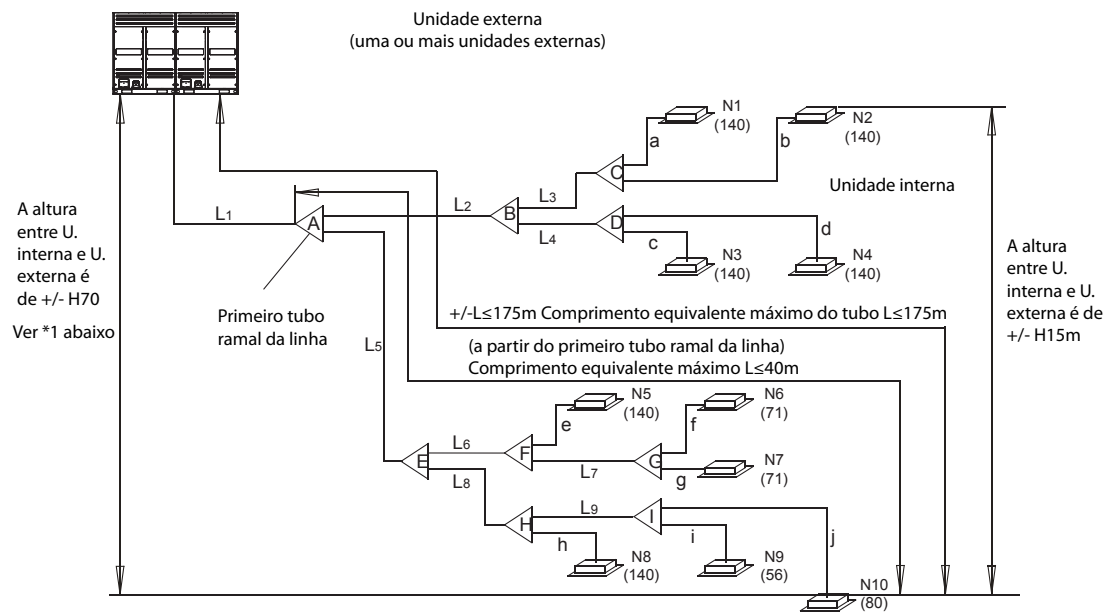 Unidade externa
(uma ou mais unidades externas)
N1
(140)
N2
(140)
a
b
C
Unidade interna
A altura
entre U.
interna e U.
externa é
de +/- H70
Ver *1 abaixo
L1
A
L2
B
L3
L4
D
c
d
N3
(140)
N4
(140)
A altura
entre U.
interna e U.
externa é de
+/- H15m
Primeiro tubo
ramal da linha
+/-L≤175m Comprimento equivalente máximo do tubo L≤175m
L5
(a partir do primeiro tubo ramal da linha)
Comprimento equivalente máximo L≤40m
N5
(140)
N6
(71)
e
f
E
L6
F
L7
G
g
N7
(71)
L8
H
L9
I
h
i
j
N8
(140)
N9
(56)
N10
(80)